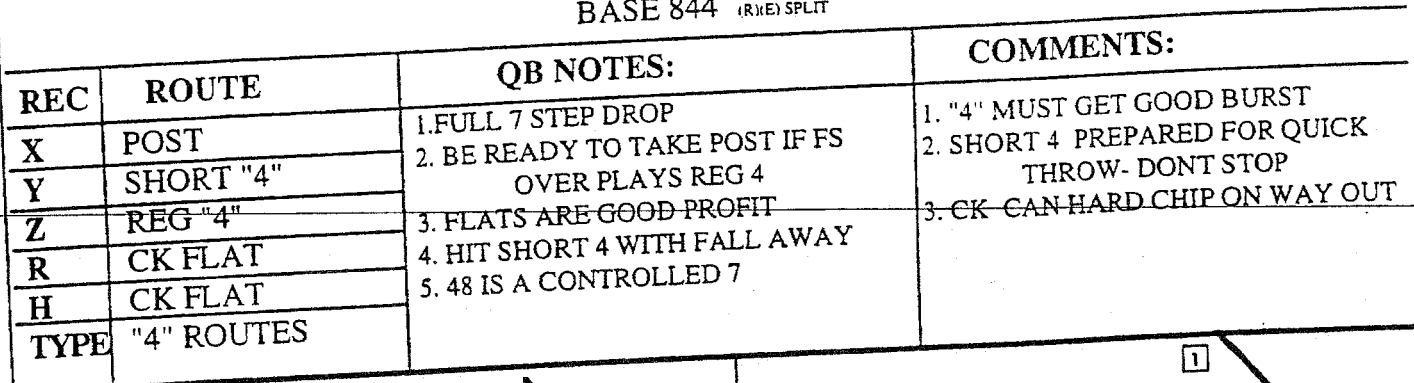 BASE 844 (R)(E) SPLIT
REC ROUTE QB NOTES: COMMENTS:
X POST
Y SHORT "4"
Z REG "4"
R CK FLAT
H CK FLAT
TYPE "4" ROUTES
1.FULL 7 STEP DROP
2. BE READY TO TAKE POST IF FS
OVER PLAYS REG 4
3. FLATS ARE GOOD PROFIT
4. HIT SHORT 4 WITH FALL AWAY
5. 48 IS A CONTROLLED 7
1. "4" MUST GET GOOD BURST
2. SHORT 4 PREPARED FOR QUICK
THROW- DONT STOP
3. CK CAN HARD CHIP ON WAY OUT
1